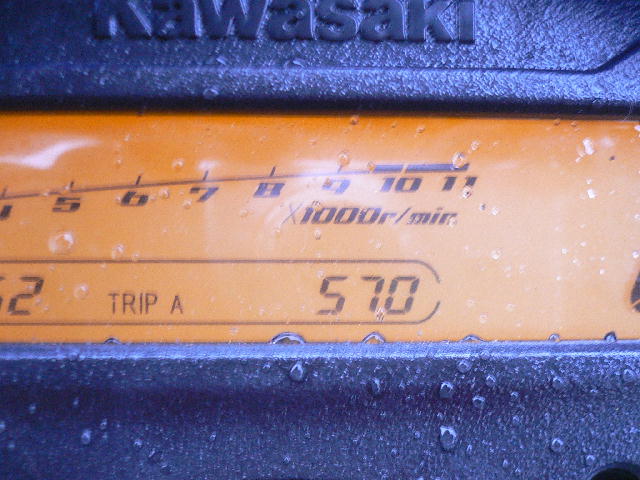 Kawasaki
5 6 7 8 9 10 11
X1000r/min
TRIP A 570